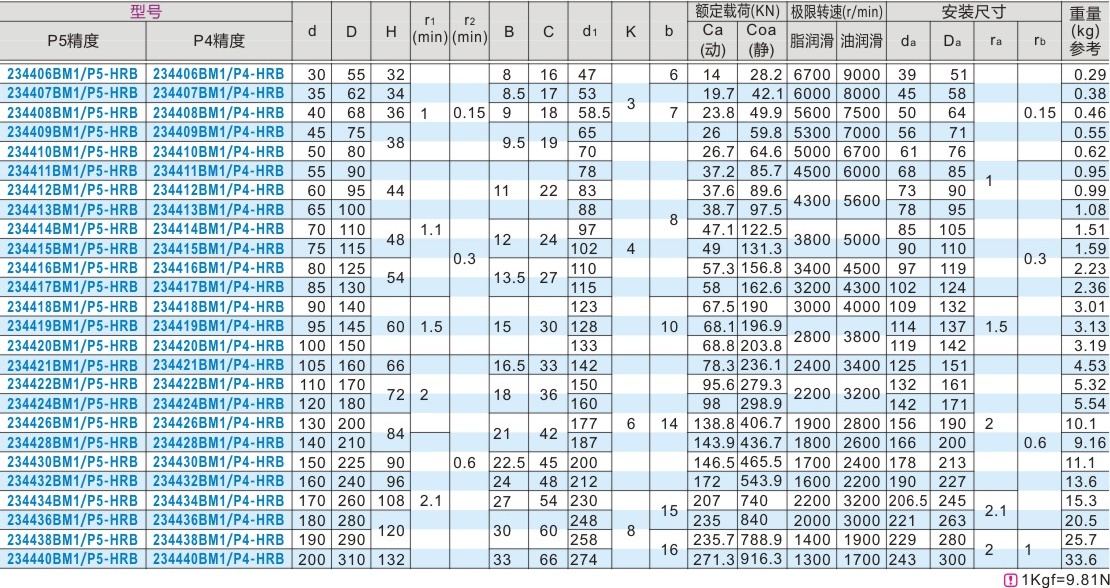 型号 d D H r1 (min) r2 (min) B C d1 K b 额定载荷(KN) 极限转速(r/min) 安装尺寸 重量 (kg) 参考
P5精度 P4精度 Ca (动) Coa (静) 脂润滑 油润滑 da Da ra rb
234406BM1/P5-HRB 234406BM1/P4-HRB 30 55 32 8 16 47 6 14 28.2 6700 9000 39 51 0.29
234407BM1/P5-HRB 234407BM1/P4-HRB 35 62 34 8.5 17 53 3 19.7 42.1 6000 8000 45 58 0.38
234408BM1/P5-HRB 234408BM1/P4-HRB 40 68 36 1 0.15 9 18 58.5 7 23.8 49.9 5600 7500 50 64 0.15 0.46
234409BM1/P5-HRB 234409BM1/P4-HRB 45 75 38 9.5 19 65 26 59.8 5300 7000 56 71 0.55
234410BM1/P5-HRB 234410BM1/P4-HRB 50 80 70 26.7 64.6 5000 6700 61 76 0.62
234411BM1/P5-HRB 234411BM1/P4-HRB 55 90 78 37.2 85.7 4500 6000 68 85 1 0.95
234412BM1/P5-HRB 234412BM1/P4-HRB 60 95 44 11 22 83 37.6 89.6 4300 5600 73 90 0.99
234413BM1/P5-HRB 234413BM1/P4-HRB 65 100 88 8 38.7 97.5 78 95 1.08
234414BM1/P5-HRB 234414BM1/P4-HRB 70 110 48 1.1 12 24 97 47.1 122.5 3800 5000 85 105 1.51
234415BM1/P5-HRB 234415BM1/P4-HRB 75 115 0.3 102 4 49 131.3 90 110 0.3 1.59
234416BM1/P5-HRB 234416BM1/P4-HRB 80 125 54 13.5 27 110 57.3 156.8 3400 4500 97 119 2.23
234417BM1/P5-HRB 234417BM1/P4-HRB 85 130 115 58 162.6 3200 4300 102 124 2.36
234418BM1/P5-HRB 234418BM1/P4-HRB 90 140 123 67.5 190 3000 4000 109 132 3.01
234419BM1/P5-HRB 234419BM1/P4-HRB 95 145 60 1.5 15 30 128 10 68.1 196.9 2800 3800 114 137 1.5 3.13
234420BM1/P5-HRB 234420BM1/P4-HRB 100 150 133 68.8 203.8 119 142 3.19
234421BM1/P5-HRB 234421BM1/P4-HRB 105 160 66 16.5 33 142 78.3 236.1 2400 3400 125 151 4.53
234422BM1/P5-HRB 234422BM1/P4-HRB 110 170 72 2 18 36 150 95.6 279.3 2200 3200 132 161 5.32
234424BM1/P5-HRB 234424BM1/P4-HRB 120 180 160 98 298.9 142 171 5.54
234426BM1/P5-HRB 234426BM1/P4-HRB 130 200 84 21 42 177 6 14 138.8 406.7 1900 2800 156 190 2 10.1
234428BM1/P5-HRB 234428BM1/P4-HRB 140 210 187 143.9 436.7 1800 2600 166 200 0.6 9.16
234430BM1/P5-HRB 234430BM1/P4-HRB 150 225 90 0.6 22.5 45 200 146.5 465.5 1700 2400 178 213 11.1
234432BM1/P5-HRB 234432BM1/P4-HRB 160 240 96 24 48 212 172 543.9 1600 2200 190 227 13.6
234434BM1/P5-HRB 234434BM1/P4-HRB 170 260 108 2.1 27 54 230 15 207 740 2200 3200 206.5 245 2.1 15.3
234436BM1/P5-HRB 234436BM1/P4-HRB 180 280 120 30 60 248 8 235 840 2000 3000 221 263 20.5
234438BM1/P5-HRB 234438BM1/P4-HRB 190 290 258 16 235.7 788.9 1400 1900 229 280 2 1 25.7
234440BM1/P5-HRB 234440BM1/P4-HRB 200 310 132 33 66 274 271.3 916.3 1300 1700 243 300 33.6
1Kgf=9.81N